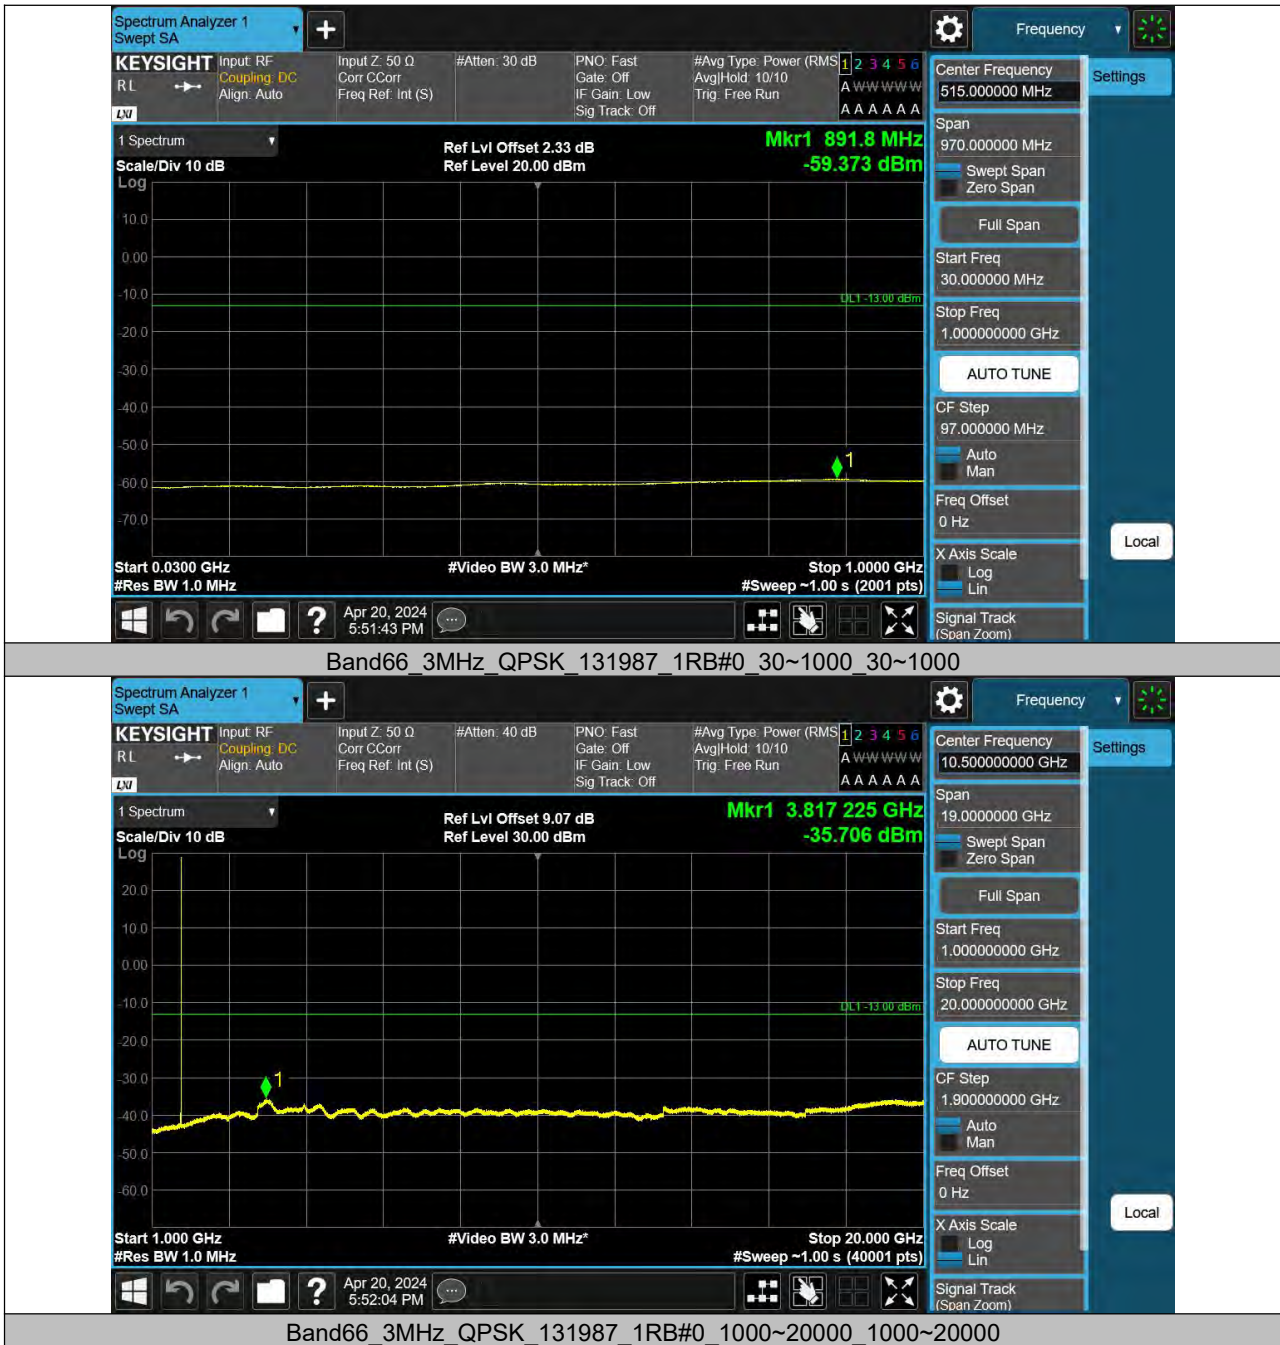 Spectrum Analyzer 1
Swept SA
Frequency
KEYSIGHT
RL
LXI
Input: RF
Coupling: DC
Align: Auto
Input Z: 50 Ω
Corr CCorr
Freq Ref: Int (S)
#Atten: 30 dB
PNO: Fast
Gate: Off
IF Gain: Low
Sig Track: Off
#Avg Type: Power (RMS
Avg|Hold: 10/10
Trig: Free Run
1 2 3 4 5 6
A W W W W W
A A A A A A
Center Frequency
515.000000 MHz
Settings
1 Spectrum
Scale/Div 10 dB
Log
Ref Lvl Offset 2.33 dB
Ref Level 20.00 dBm
Mkr1 891.8 MHz
-59.373 dBm
Span
970.000000 MHz
Swept Span
Zero Span
Full Span
Start Freq
30.000000 MHz
Stop Freq
1.000000000 GHz
AUTO TUNE
CF Step
97.000000 MHz
Auto
Man
Freq Offset
0 Hz
X Axis Scale
Log
Lin
Signal Track
(Span Zoom)
Local
10.0
0.00
-10.0
-20.0
-30.0
-40.0
-50.0
-60.0
-70.0
DL1 -13.00 dBm
1
Start 0.0300 GHz
#Res BW 1.0 MHz
#Video BW 3.0 MHz*
Stop 1.0000 GHz
#Sweep ~1.00 s (2001 pts)
Apr 20, 2024
5:51:43 PM
Band66_3MHz_QPSK_131987_1RB#0_30~1000_30~1000
Spectrum Analyzer 1
Swept SA
Frequency
KEYSIGHT
RL
LXI
Input: RF
Coupling: DC
Align: Auto
Input Z: 50 Ω
Corr CCorr
Freq Ref: Int (S)
#Atten: 40 dB
PNO: Fast
Gate: Off
IF Gain: Low
Sig Track: Off
#Avg Type: Power (RMS
Avg|Hold: 10/10
Trig: Free Run
1 2 3 4 5 6
A W W W W W
A A A A A A
Center Frequency
10.500000000 GHz
Settings
1 Spectrum
Scale/Div 10 dB
Log
Ref Lvl Offset 9.07 dB
Ref Level 30.00 dBm
Mkr1 3.817 225 GHz
-35.706 dBm
Span
19.0000000 GHz
Swept Span
Zero Span
Full Span
Start Freq
1.000000000 GHz
Stop Freq
20.000000000 GHz
AUTO TUNE
CF Step
1.900000000 GHz
Auto
Man
Freq Offset
0 Hz
X Axis Scale
Log
Lin
Signal Track
(Span Zoom)
Local
20.0
10.0
0.00
-10.0
-20.0
-30.0
-40.0
-50.0
-60.0
DL1 -13.00 dBm
1
Start 1.000 GHz
#Res BW 1.0 MHz
#Video BW 3.0 MHz*
Stop 20.000 GHz
#Sweep ~1.00 s (40001 pts)
Apr 20, 2024
5:52:04 PM
Band66_3MHz_QPSK_131987_1RB#0_1000~20000_1000~20000